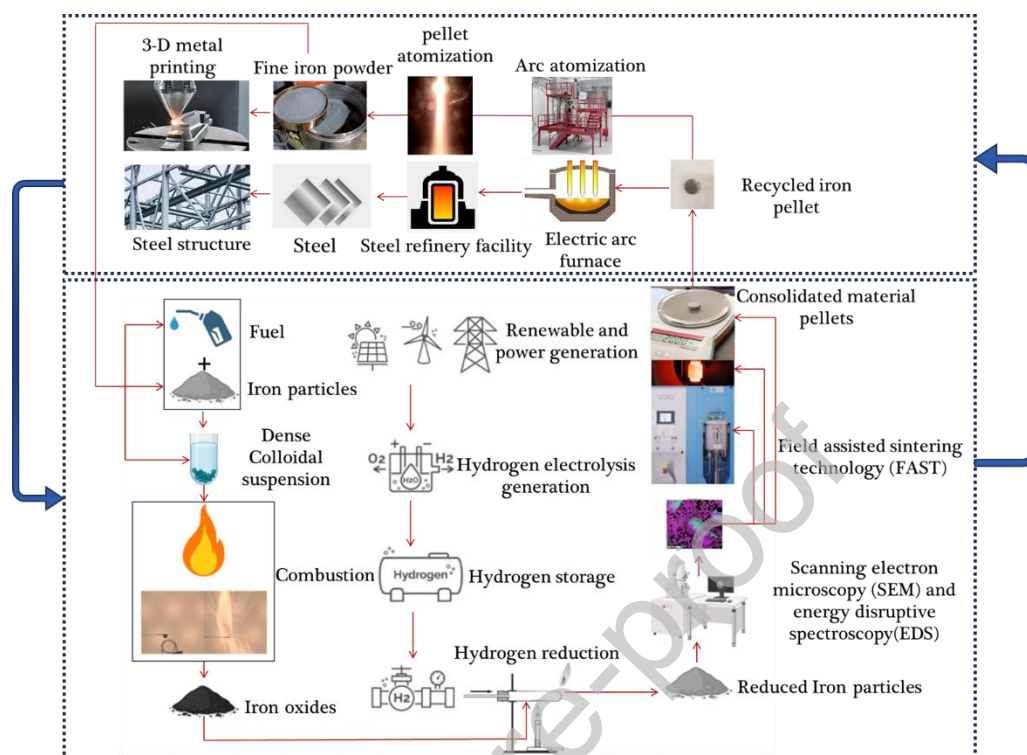 3-D metal
printing
Fine iron powder
pellet
atomization
Arc atomization
Recycled iron
pellet
Steel structure
Steel
Steel refinery facility
Electric arc
furnace
Fuel
+
Iron particles
Dense
Colloidal
suspension
Combustion
Iron oxides
Renewable and
power generation
+ −
O2
H2
H2O
Hydrogen electrolysis
generation
Hydrogen
Hydrogen storage
H2
Hydrogen reduction
Consolidated material
pellets
Field assisted sintering
technology (FAST)
Scanning electron
microscopy (SEM) and
energy disruptive
spectroscopy(EDS)
Reduced Iron particles
re-proof